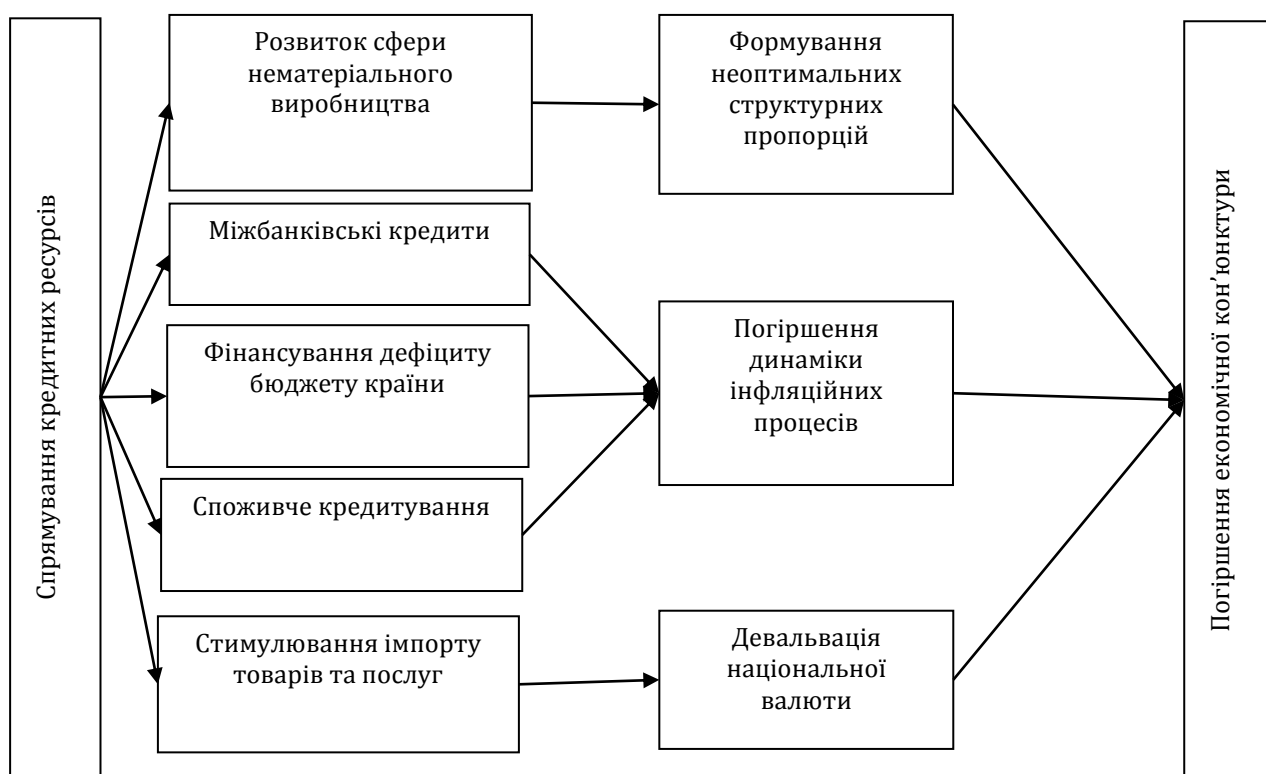 Спрямування кредитних ресурсів
Розвиток сфери
нематеріального
виробництва
Міжбанківські кредити
Фінансування дефіциту
бюджету країни
Споживче кредитування
Стимулювання імпорту
товарів та послуг
Формування
неоптимальних
структурних
пропорцій
Погіршення
динаміки
інфляційних
процесів
Девальвація
національної
валюти
Погіршення економічної кон’юнктури